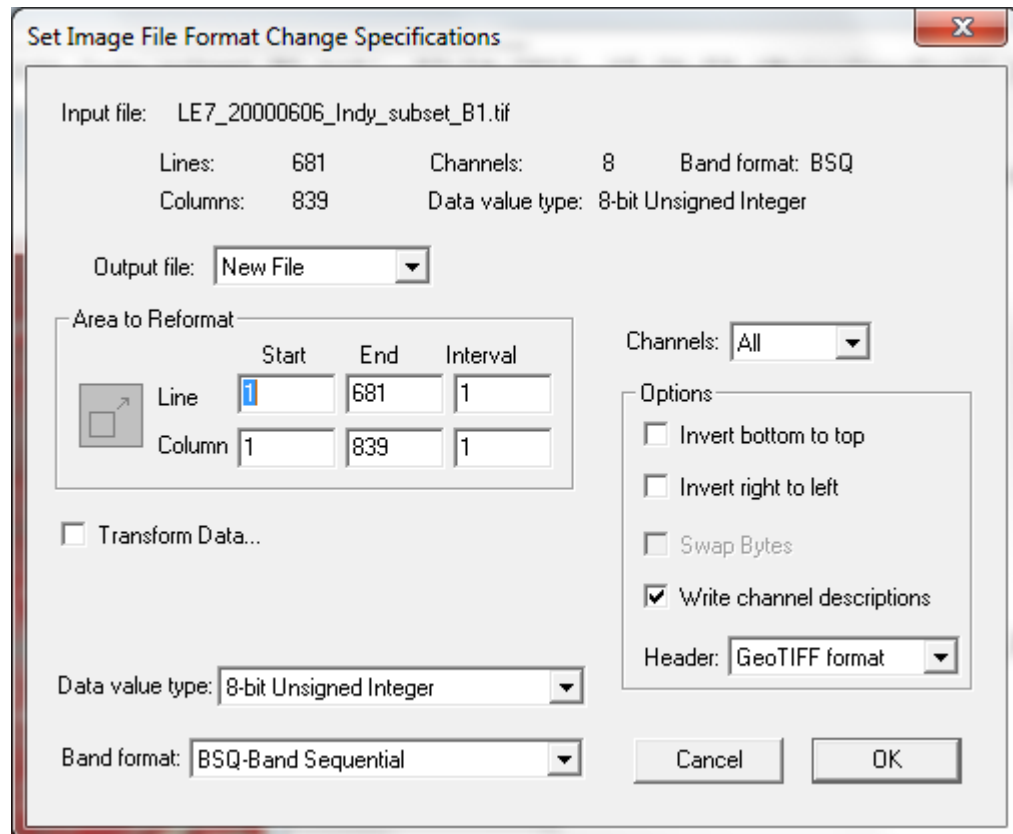 Set Image File Format Change Specifications
Input file: LE7_20000606_Indy_subset_B1.tif
Lines: 681 Channels: 8 Band format: BSQ
Columns: 839 Data value type: 8-bit Unsigned Integer
Output file: New File
Area to Reformat
Start End Interval
Line 1 681 1
Column 1 839 1
Channels: All
Options
Invert bottom to top
Invert right to left
Swap Bytes
Write channel descriptions
Header: GeoTIFF format
Transform Data...
Data value type: 8-bit Unsigned Integer
Band format: BSQ-Band Sequential
Cancel OK